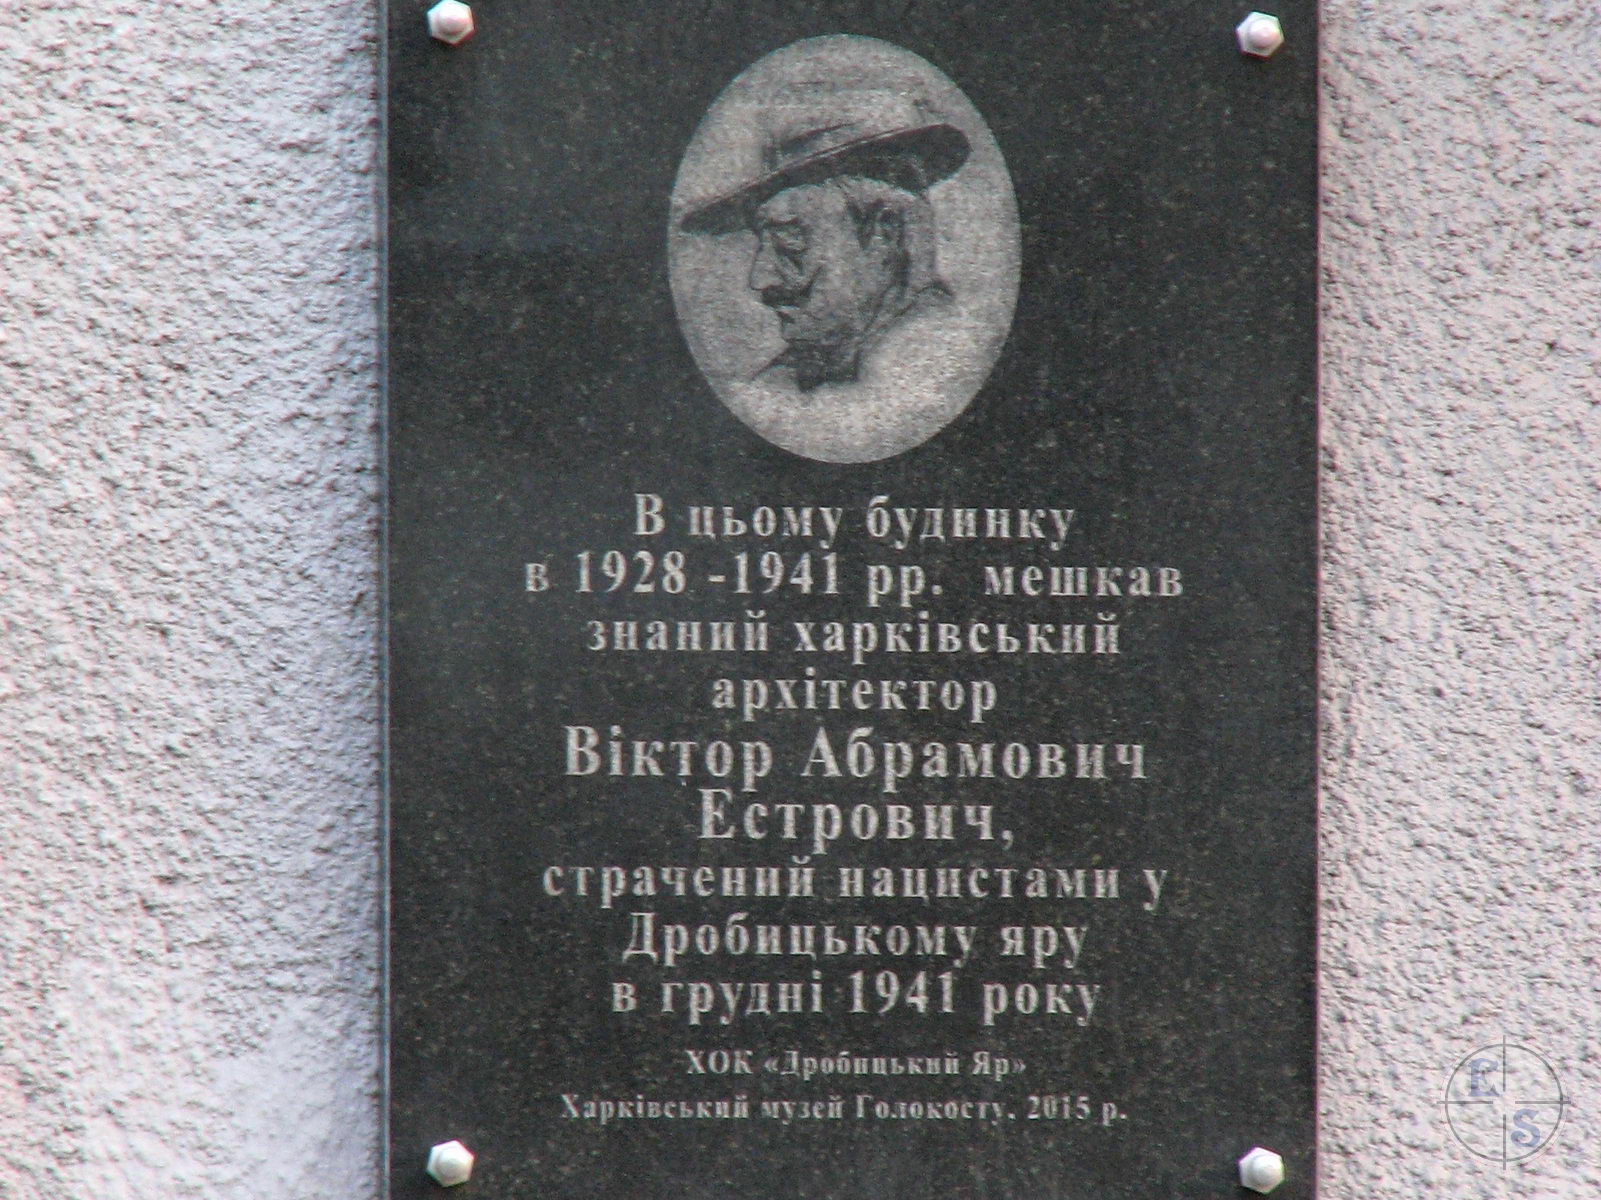 В цьому будинку
в 1928 -1941 рр. мешкав
знаний харківський
архітектор
Віктор Абрамович
Естрович,
страчений нацистами у
Дробицькому яру
в грудні 1941 року
ХОК «Дробицький Яр»
Харківський музей Голокосту, 2015 р.
E
S